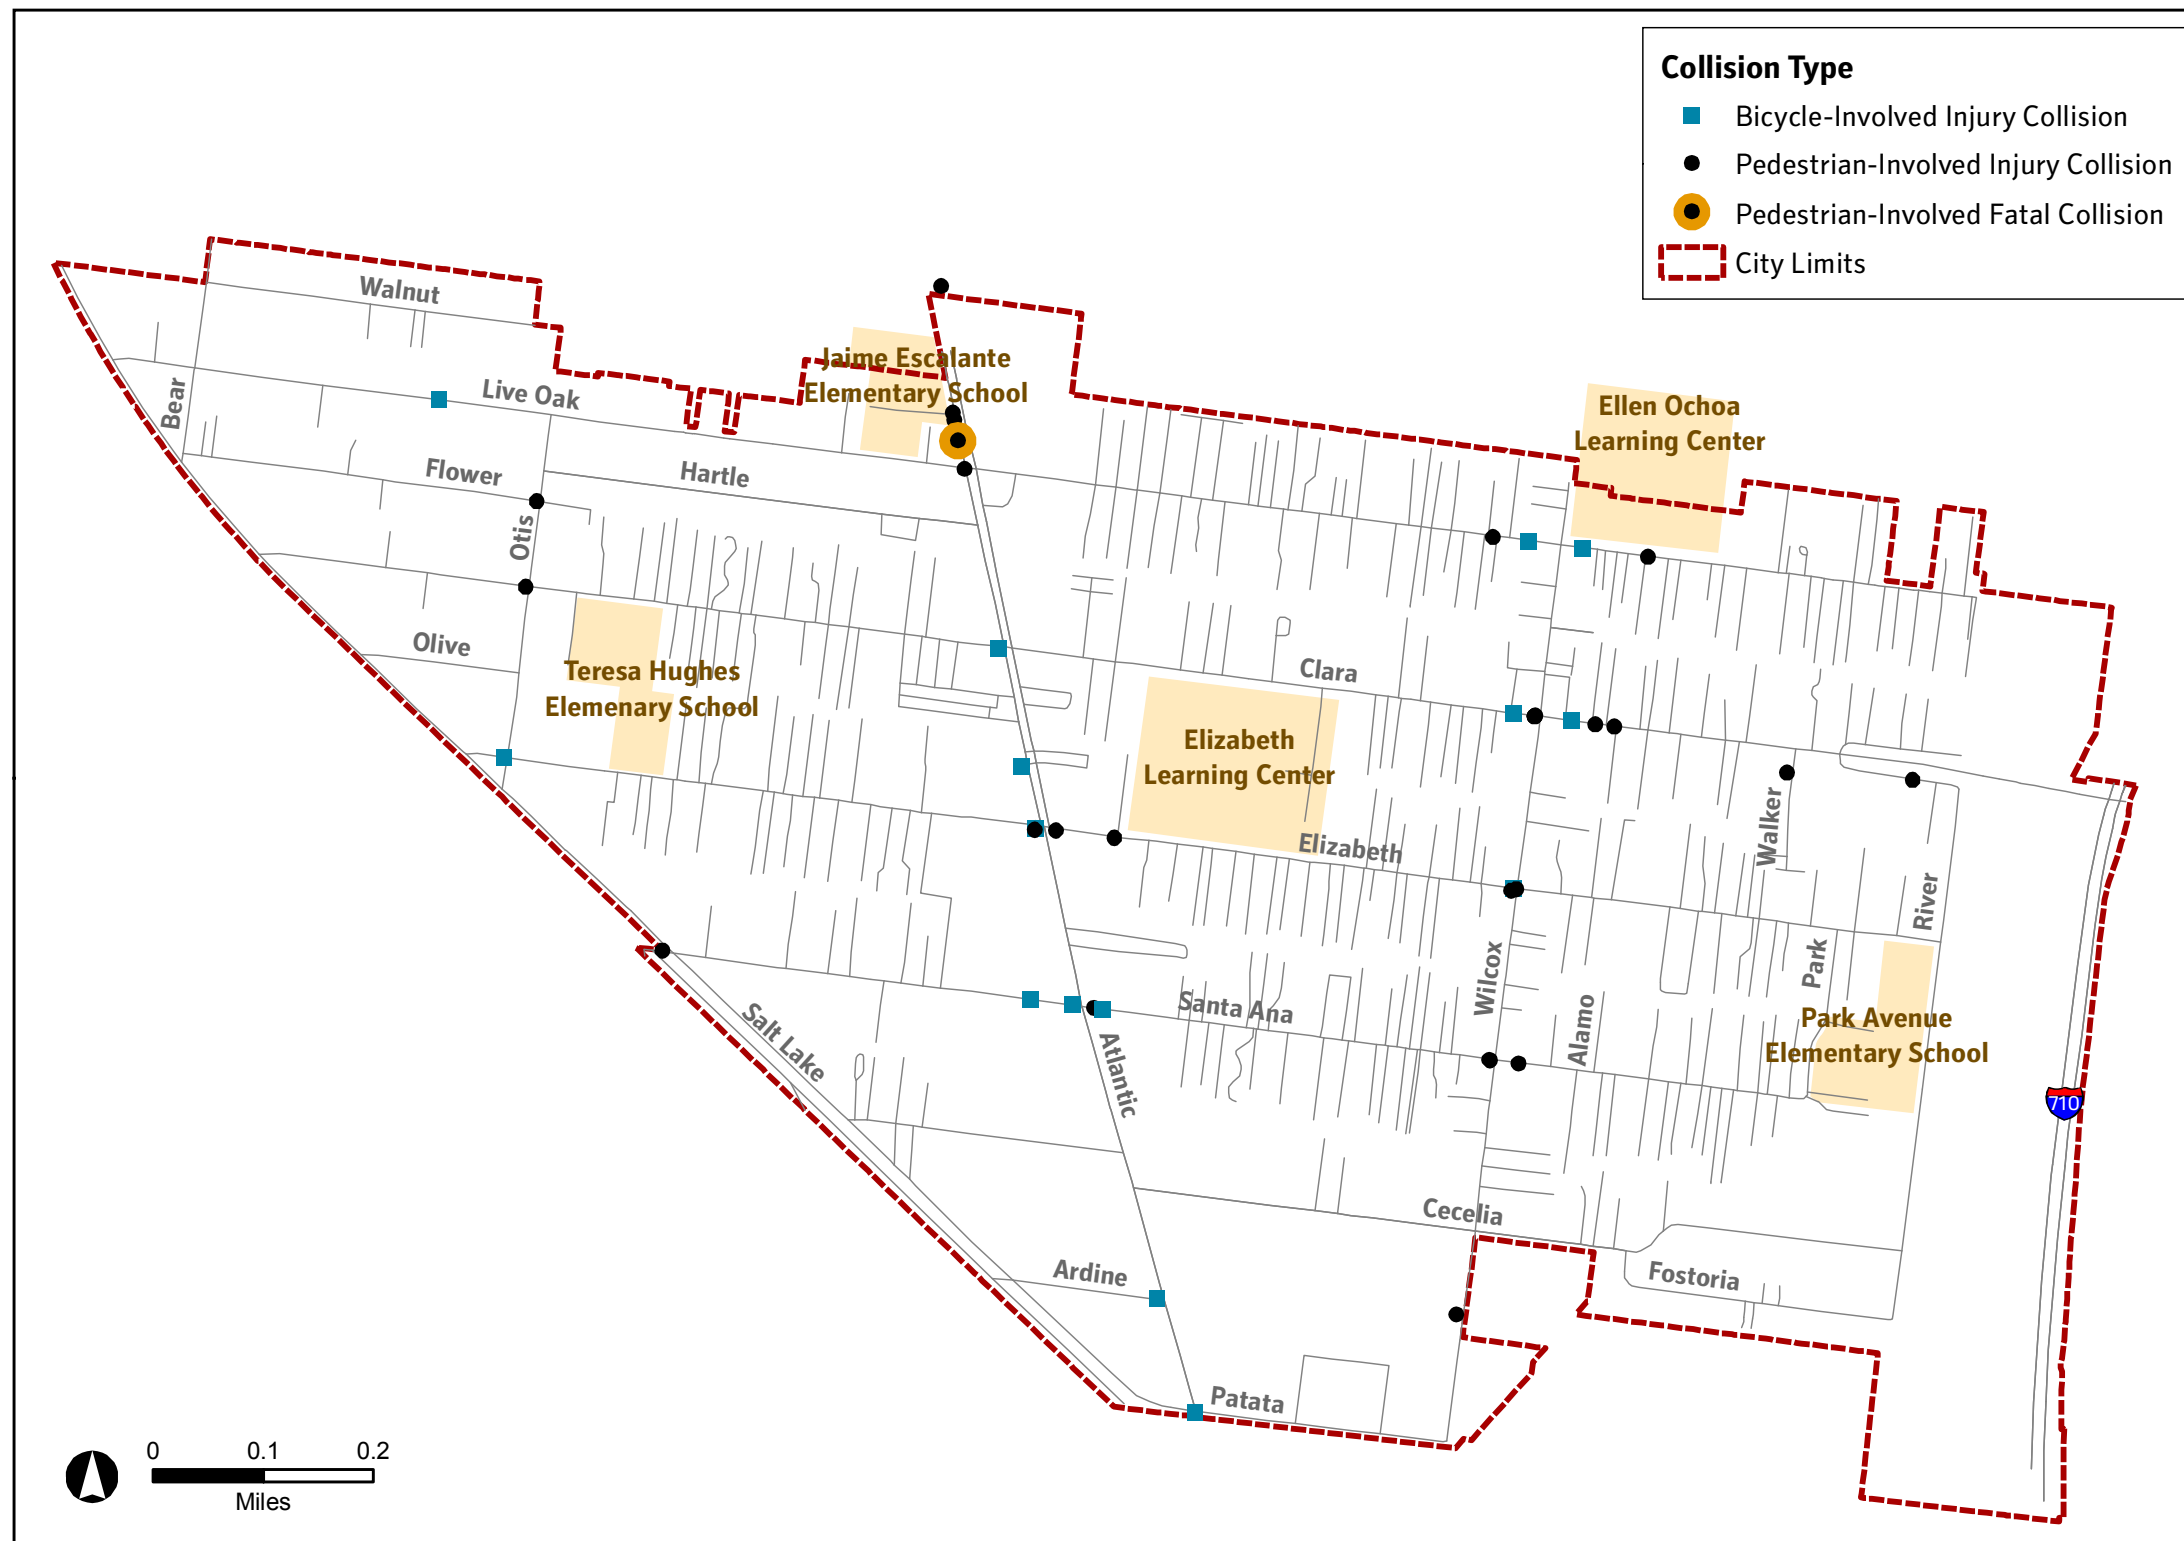 Collision Type
Bicycle-Involved Injury Collision
Pedestrian-Involved Injury Collision
Pedestrian-Involved Fatal Collision
City Limits
Walnut
Jaime Escalante
Elementary School
Bear
Live Oak
Ellen Ochoa
Learning Center
Flower
Hartle
Otis
Olive
Teresa Hughes
Elemenary School
Clara
Elizabeth
Learning Center
Elizabeth
Walker
River
Wilcox
Park
Santa Ana
Salt Lake
Atlantic
Alamo
Park Avenue
Elementary School
710
Cecelia
Ardine
Fostoria
Patata
0 0.1 0.2
Miles